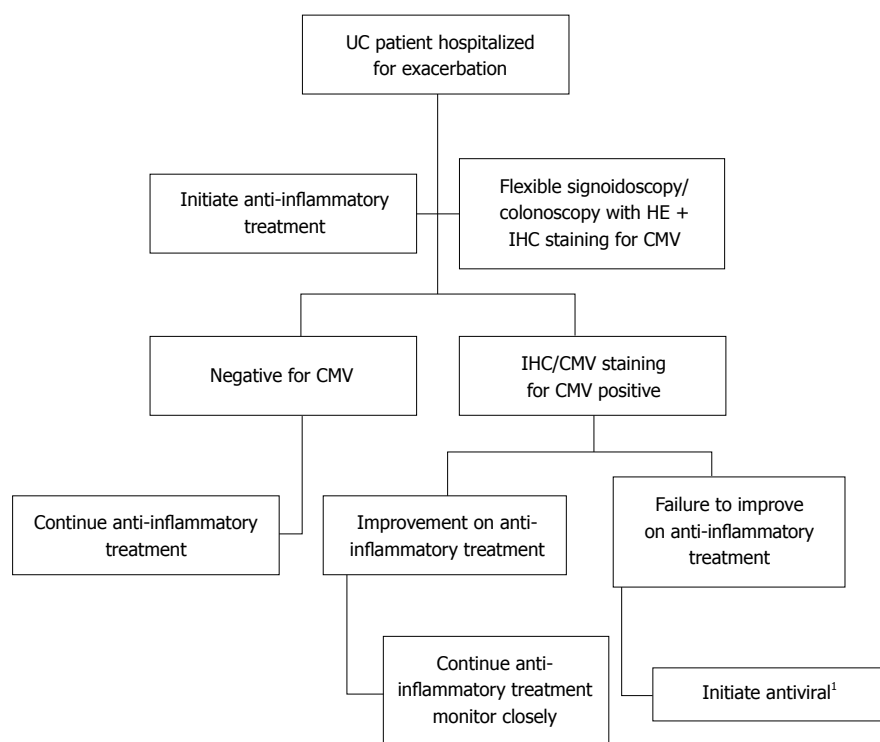 UC patient hospitalized
for exacerbation
Initiate anti-inflammatory
treatment
Flexible signoidoscopy/
colonoscopy with HE +
IHC staining for CMV
Negative for CMV
IHC/CMV staining
for CMV positive
Continue anti-inflammatory
treatment
Improvement on anti-
inflammatory treatment
Failure to improve
on anti-inflammatory
treatment
Continue anti-
inflammatory treatment
monitor closely
Initiate antiviral¹